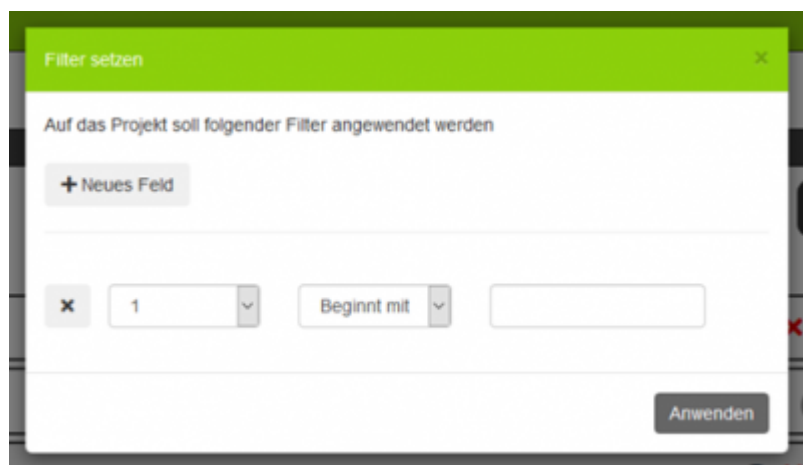 Filter setzen
Auf das Projekt soll folgender Filter angewendet werden
Neues Feld
1 Beginnt mit
Anwenden